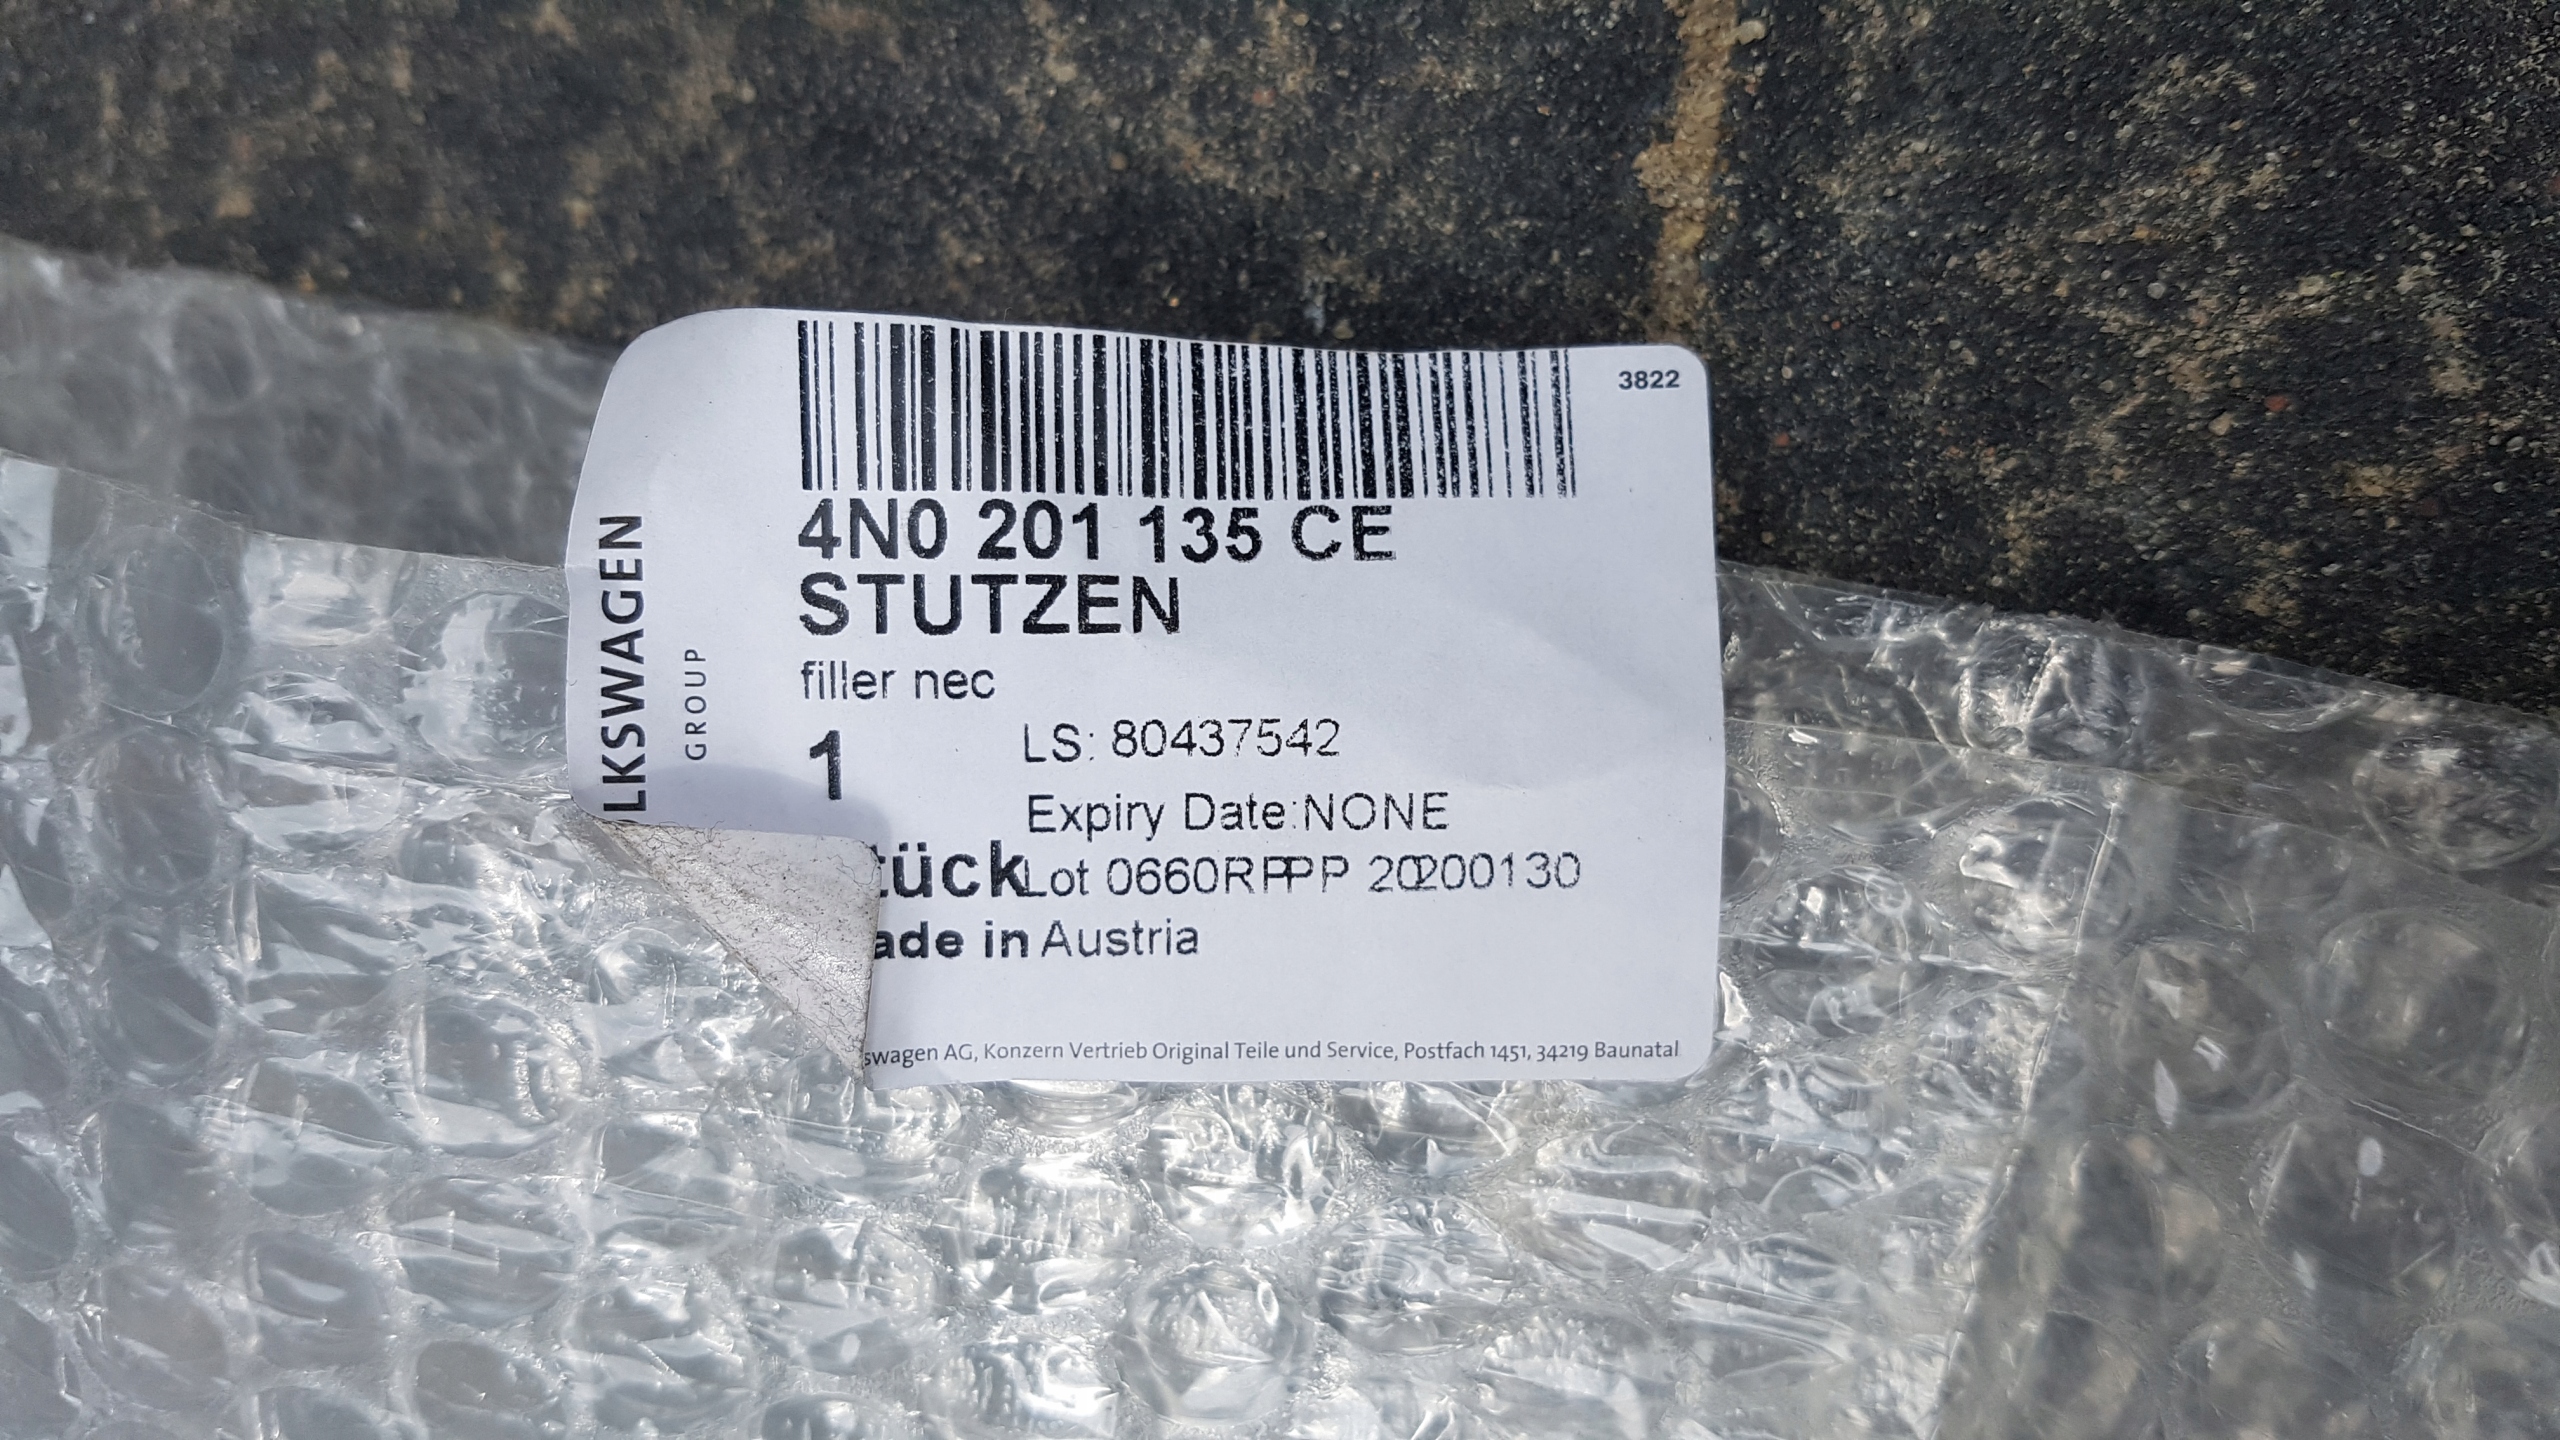 3822
4N0 201 135 CE
STUTZEN
filler nec
1
LS: 80437542
Expiry Date:NONE
tück Lot 0660RPPP 20200130
ade in Austria
swagen AG, Konzern Vertrieb Original Teile und Service, Postfach 1451, 34219 Baunatal
LKSWAGEN
GROUP